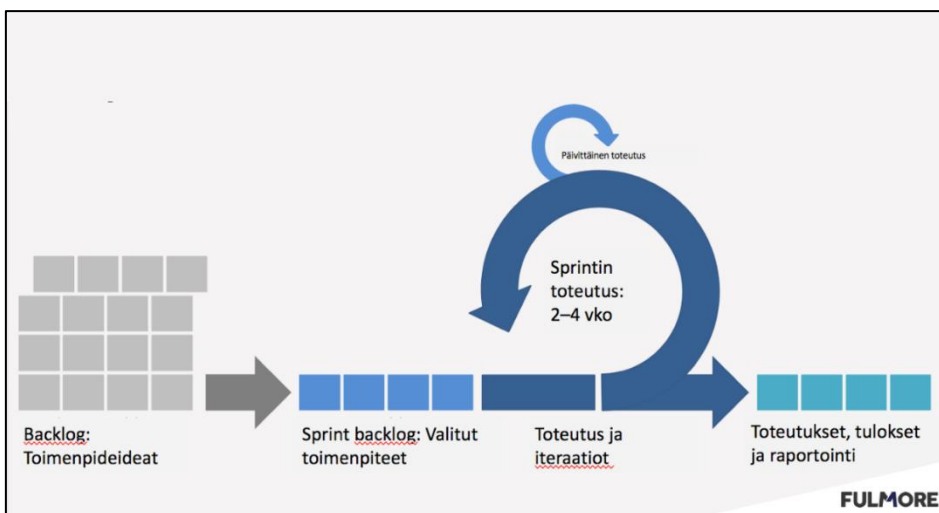 Päivittäinen toteutus
Sprintin
toteutus:
2–4 vko
Backlog:
Toimenpideideat
Sprint backlog: Valitut
toimenpiteet
Toteutus ja
iteraatiot
Toteutukset, tulokset
ja raportointi
FULMORE